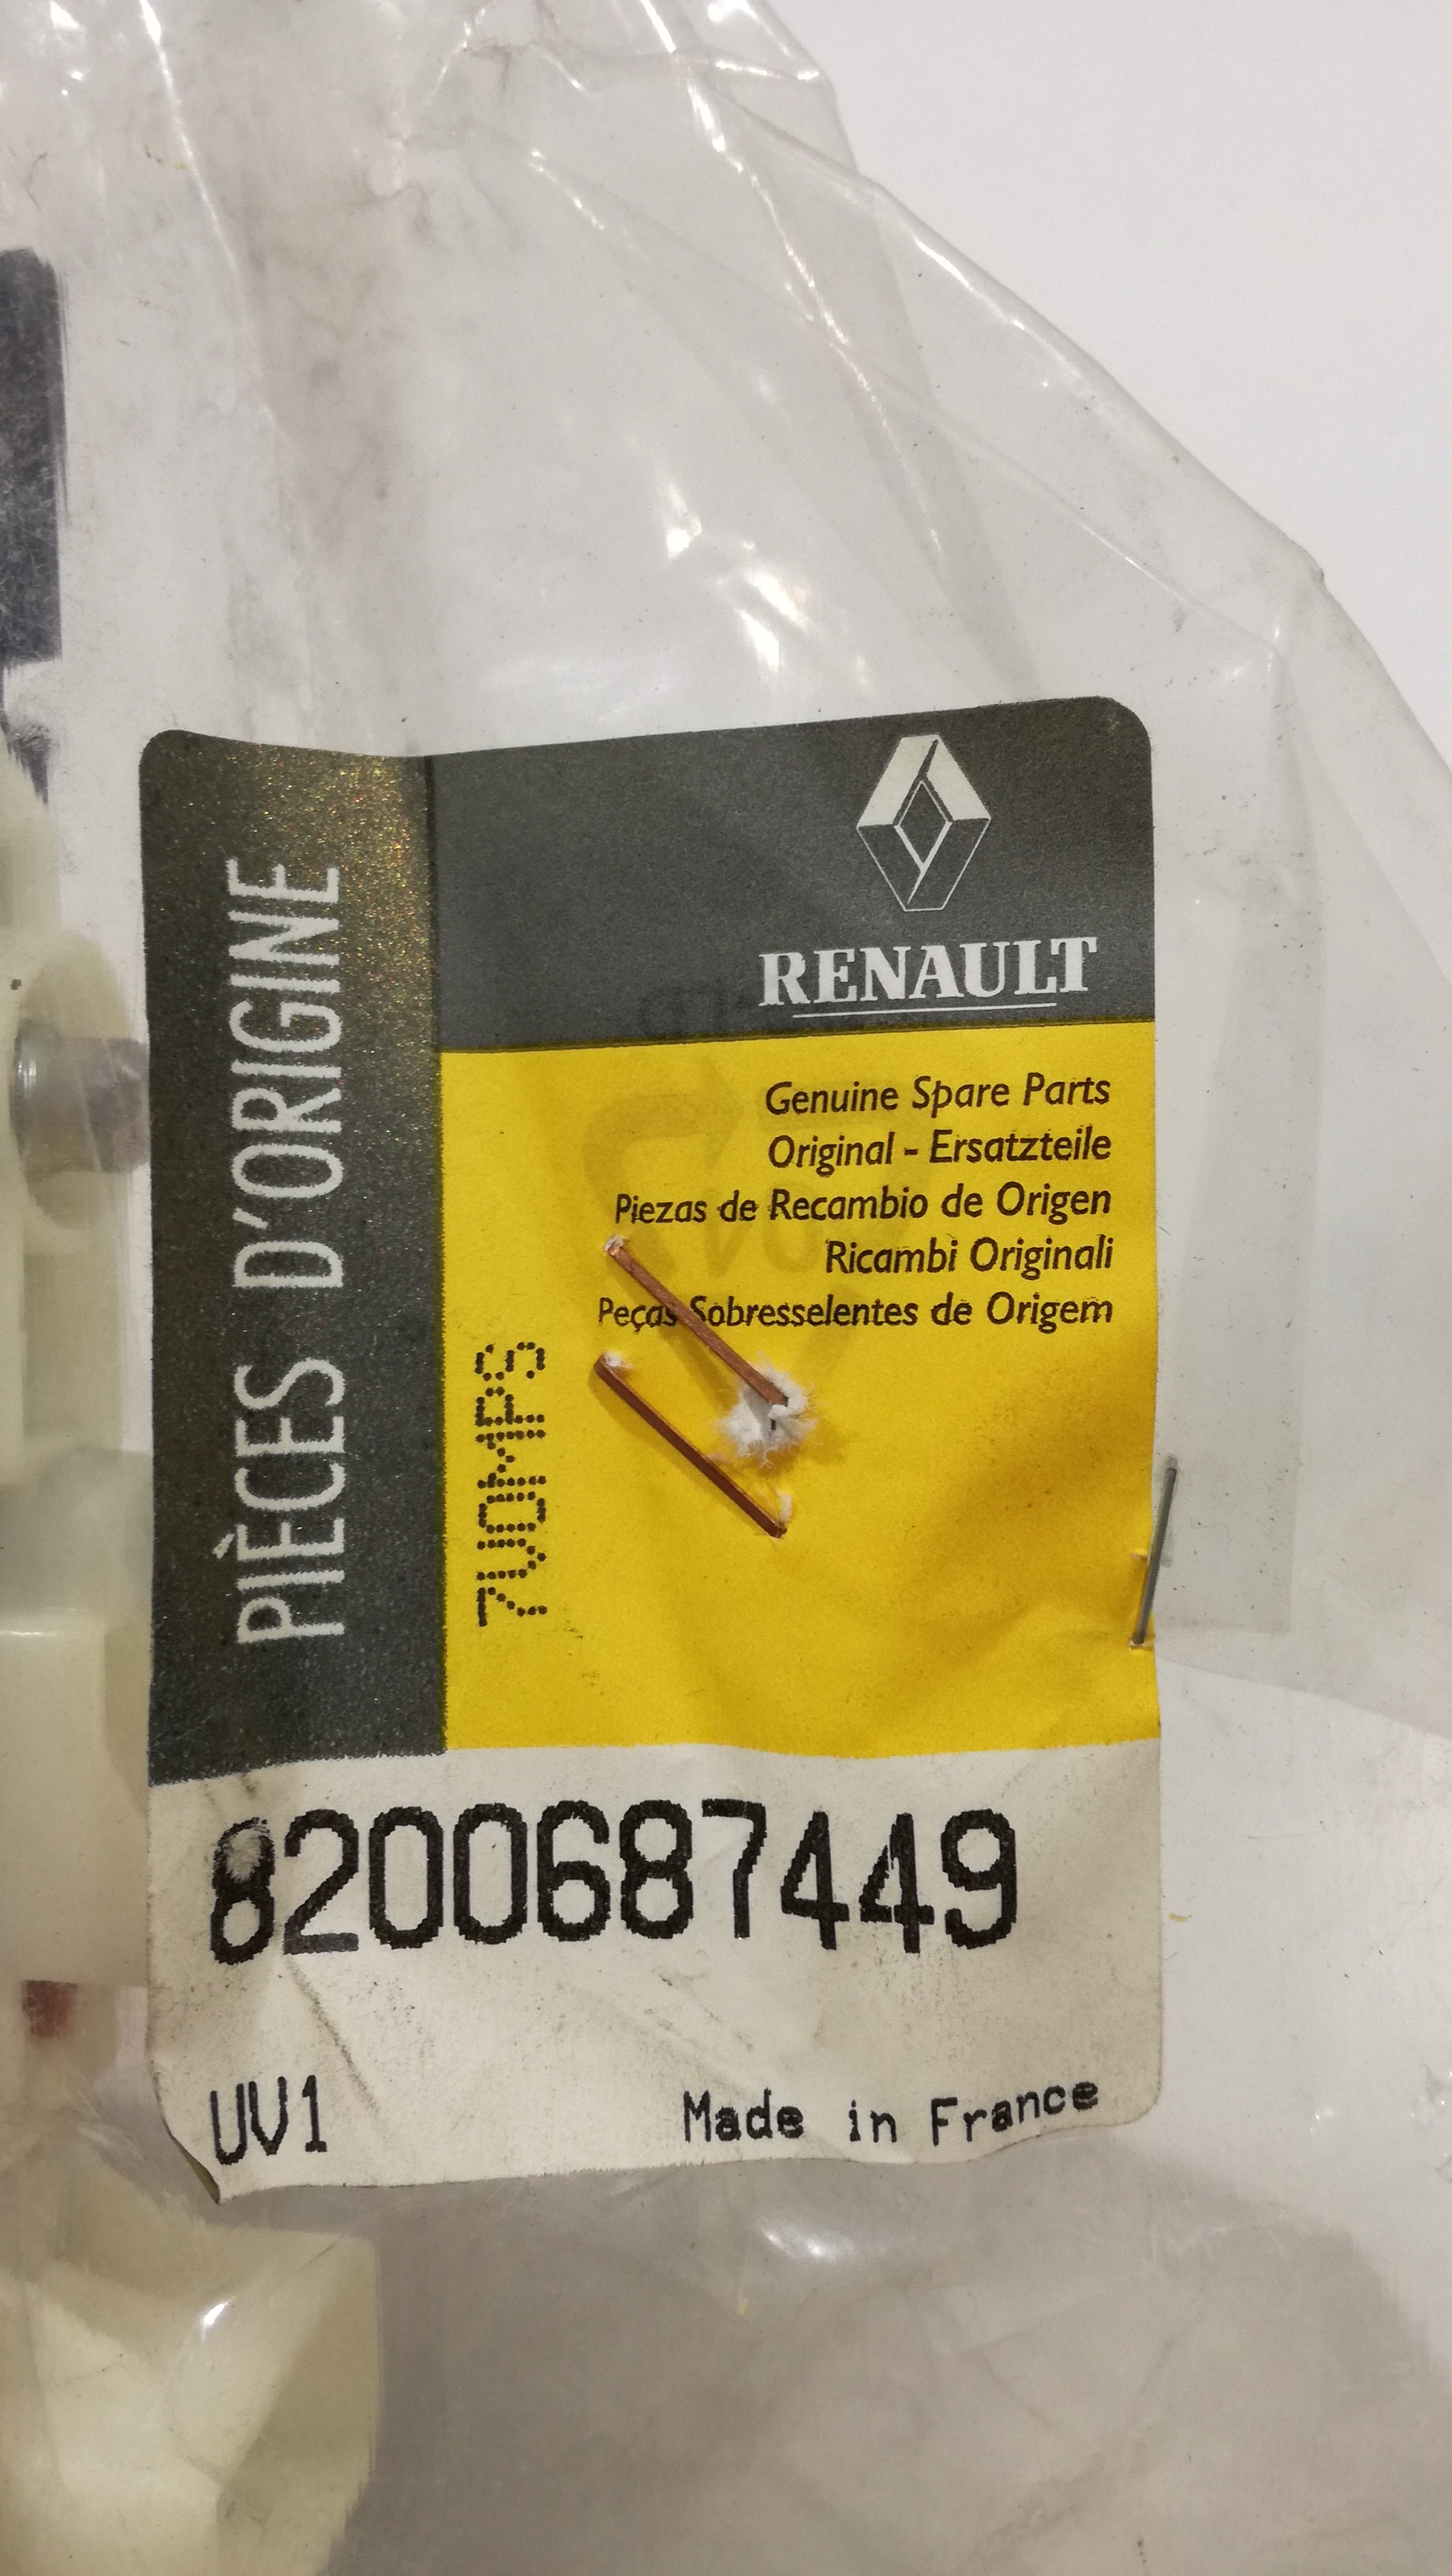 PIÈCES D'ORIGINE
RENAULT
Genuine Spare Parts
Original - Ersatzteile
Piezas de Recambio de Origen
Ricambi Originali
Peças Sobresselentes de Origem
7UOMPS
8200687449
UV1
Made in France